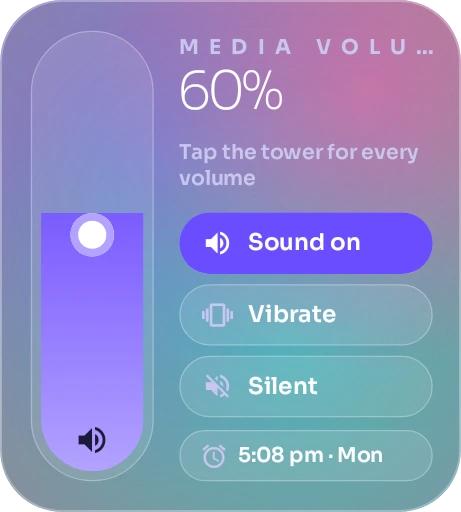 MEDIA VOLU…
60%
Tap the tower for every
volume
Sound on
Vibrate
Silent
5:08 pm · Mon